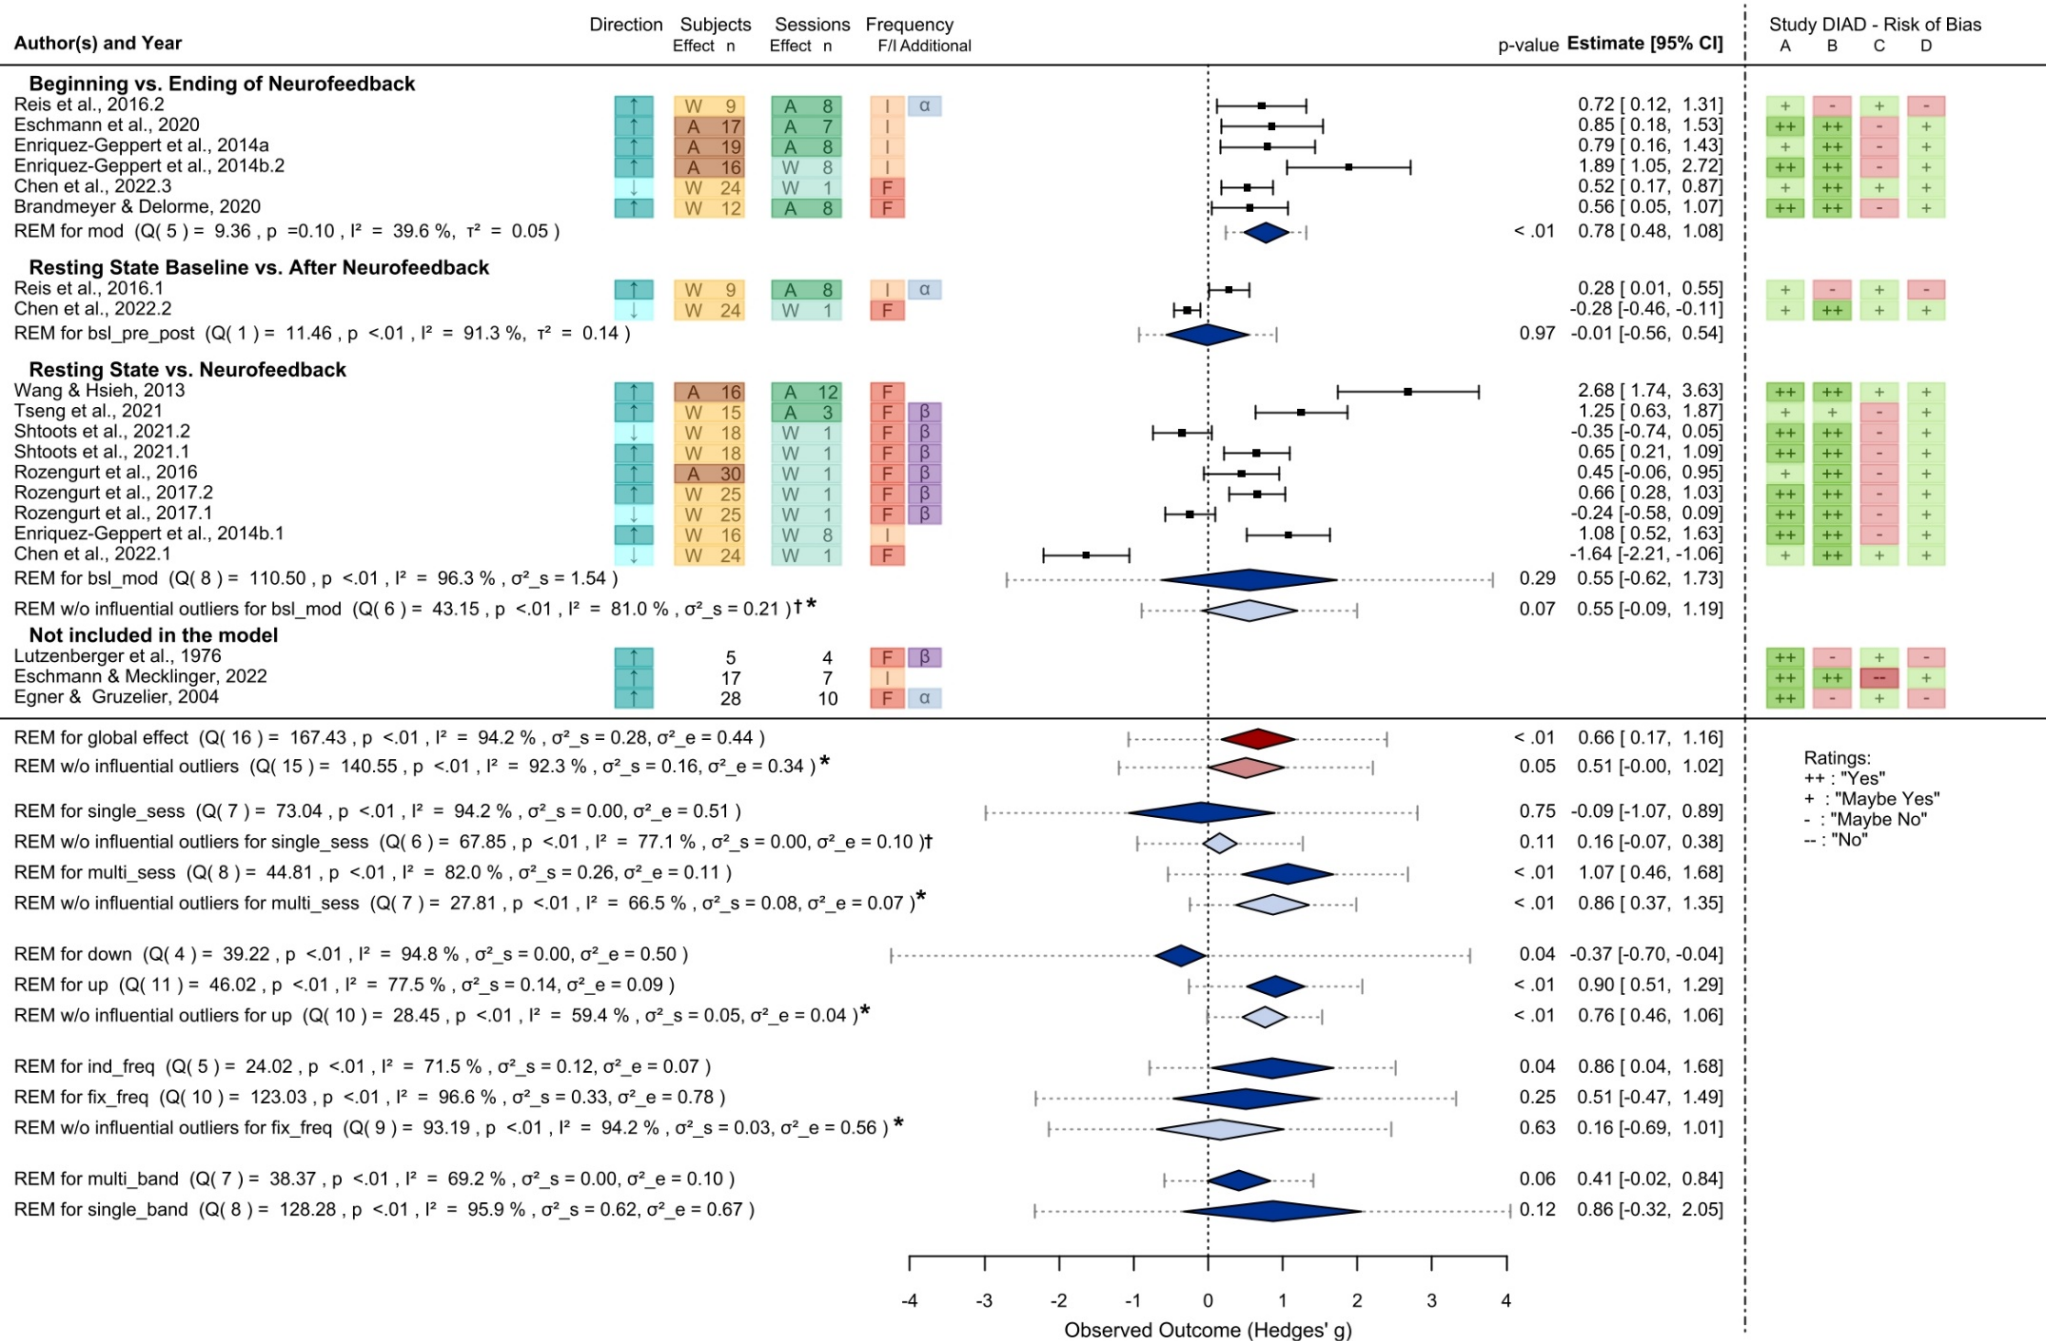 Direction Subjects Sessions Frequency Study DIAD - Risk of Bias
Author(s) and Year Effect n Effect n F/I Additional p-value Estimate [95% CI] A B C D
Beginning vs. Ending of Neurofeedback
Reis et al., 2016.2 ↑ W 9 A 8 I α 0.72 [ 0.12, 1.31] + - + -
Eschmann et al., 2020 ↑ A 17 A 7 I 0.85 [ 0.18, 1.53] ++ ++ - +
Enriquez-Geppert et al., 2014a ↑ A 19 A 8 I 0.79 [ 0.16, 1.43] + ++ - +
Enriquez-Geppert et al., 2014b.2 ↑ A 16 W 8 I 1.89 [ 1.05, 2.72] ++ ++ - +
Chen et al., 2022.3 ↓ W 24 W 1 F 0.52 [ 0.17, 0.87] + ++ + +
Brandmeyer & Delorme, 2020 ↑ W 12 A 8 F 0.56 [ 0.05, 1.07] ++ ++ - +
REM for mod (Q( 5 ) = 9.36 , p =0.10 , I² = 39.6 %, τ² = 0.05 ) < .01 0.78 [ 0.48, 1.08]
Resting State Baseline vs. After Neurofeedback
Reis et al., 2016.1 ↑ W 9 A 8 I α 0.28 [ 0.01, 0.55] + - + -
Chen et al., 2022.2 ↓ W 24 W 1 F -0.28 [-0.46, -0.11] + ++ + +
REM for bsl_pre_post (Q( 1 ) = 11.46 , p <.01 , I² = 91.3 %, τ² = 0.14 ) 0.97 -0.01 [-0.56, 0.54]
Resting State vs. Neurofeedback
Wang & Hsieh, 2013 ↑ A 16 A 12 F 2.68 [ 1.74, 3.63] ++ ++ + +
Tseng et al., 2021 ↑ W 15 A 3 F β 1.25 [ 0.63, 1.87] + + - +
Shtoots et al., 2021.2 ↓ W 18 W 1 F β -0.35 [-0.74, 0.05] ++ ++ - +
Shtoots et al., 2021.1 ↑ W 18 W 1 F β 0.65 [ 0.21, 1.09] ++ ++ - +
Rozengurt et al., 2016 ↑ A 30 W 1 F β 0.45 [-0.06, 0.95] + ++ - +
Rozengurt et al., 2017.2 ↑ W 25 W 1 F β 0.66 [ 0.28, 1.03] ++ ++ - +
Rozengurt et al., 2017.1 ↓ W 25 W 1 F β -0.24 [-0.58, 0.09] ++ ++ - +
Enriquez-Geppert et al., 2014b.1 ↑ W 16 W 8 I 1.08 [ 0.52, 1.63] ++ ++ - +
Chen et al., 2022.1 ↓ W 24 W 1 F -1.64 [-2.21, -1.06] + ++ + +
REM for bsl_mod (Q( 8 ) = 110.50 , p <.01 , I² = 96.3 % , σ²_s = 1.54 ) 0.29 0.55 [-0.62, 1.73]
REM w/o influential outliers for bsl_mod (Q( 6 ) = 43.15 , p <.01 , I² = 81.0 % , σ²_s = 0.21 )†* 0.07 0.55 [-0.09, 1.19]
Not included in the model
Lutzenberger et al., 1976 ↑ 5 4 F β ++ - + -
Eschmann & Mecklinger, 2022 ↑ 17 7 I ++ ++ -- +
Egner & Gruzelier, 2004 ↑ 28 10 F α ++ - + -
REM for global effect (Q( 16 ) = 167.43 , p <.01 , I² = 94.2 % , σ²_s = 0.28, σ²_e = 0.44 ) < .01 0.66 [ 0.17, 1.16]
REM w/o influential outliers (Q( 15 ) = 140.55 , p <.01 , I² = 92.3 % , σ²_s = 0.16, σ²_e = 0.34 )* 0.05 0.51 [-0.00, 1.02]
REM for single_sess (Q( 7 ) = 73.04 , p <.01 , I² = 94.2 % , σ²_s = 0.00, σ²_e = 0.51 ) 0.75 -0.09 [-1.07, 0.89]
REM w/o influential outliers for single_sess (Q( 6 ) = 67.85 , p <.01 , I² = 77.1 % , σ²_s = 0.00, σ²_e = 0.10 )† 0.11 0.16 [-0.07, 0.38]
REM for multi_sess (Q( 8 ) = 44.81 , p <.01 , I² = 82.0 % , σ²_s = 0.26, σ²_e = 0.11 ) < .01 1.07 [ 0.46, 1.68]
REM w/o influential outliers for multi_sess (Q( 7 ) = 27.81 , p <.01 , I² = 66.5 % , σ²_s = 0.08, σ²_e = 0.07 )* < .01 0.86 [ 0.37, 1.35]
REM for down (Q( 4 ) = 39.22 , p <.01 , I² = 94.8 % , σ²_s = 0.00, σ²_e = 0.50 ) 0.04 -0.37 [-0.70, -0.04]
REM for up (Q( 11 ) = 46.02 , p <.01 , I² = 77.5 % , σ²_s = 0.14, σ²_e = 0.09 ) < .01 0.90 [ 0.51, 1.29]
REM w/o influential outliers for up (Q( 10 ) = 28.45 , p <.01 , I² = 59.4 % , σ²_s = 0.05, σ²_e = 0.04 )* < .01 0.76 [ 0.46, 1.06]
REM for ind_freq (Q( 5 ) = 24.02 , p <.01 , I² = 71.5 % , σ²_s = 0.12, σ²_e = 0.07 ) 0.04 0.86 [ 0.04, 1.68]
REM for fix_freq (Q( 10 ) = 123.03 , p <.01 , I² = 96.6 % , σ²_s = 0.33, σ²_e = 0.78 ) 0.25 0.51 [-0.47, 1.49]
REM w/o influential outliers for fix_freq (Q( 9 ) = 93.19 , p <.01 , I² = 94.2 % , σ²_s = 0.03, σ²_e = 0.56 ) * 0.63 0.16 [-0.69, 1.01]
REM for multi_band (Q( 7 ) = 38.37 , p <.01 , I² = 69.2 % , σ²_s = 0.00, σ²_e = 0.10 ) 0.06 0.41 [-0.02, 0.84]
REM for single_band (Q( 8 ) = 128.28 , p <.01 , I² = 95.9 % , σ²_s = 0.62, σ²_e = 0.67 ) 0.12 0.86 [-0.32, 2.05]
Ratings:
++ : "Yes"
+ : "Maybe Yes"
- : "Maybe No"
-- : "No"
-4 -3 -2 -1 0 1 2 3 4
Observed Outcome (Hedges' g)